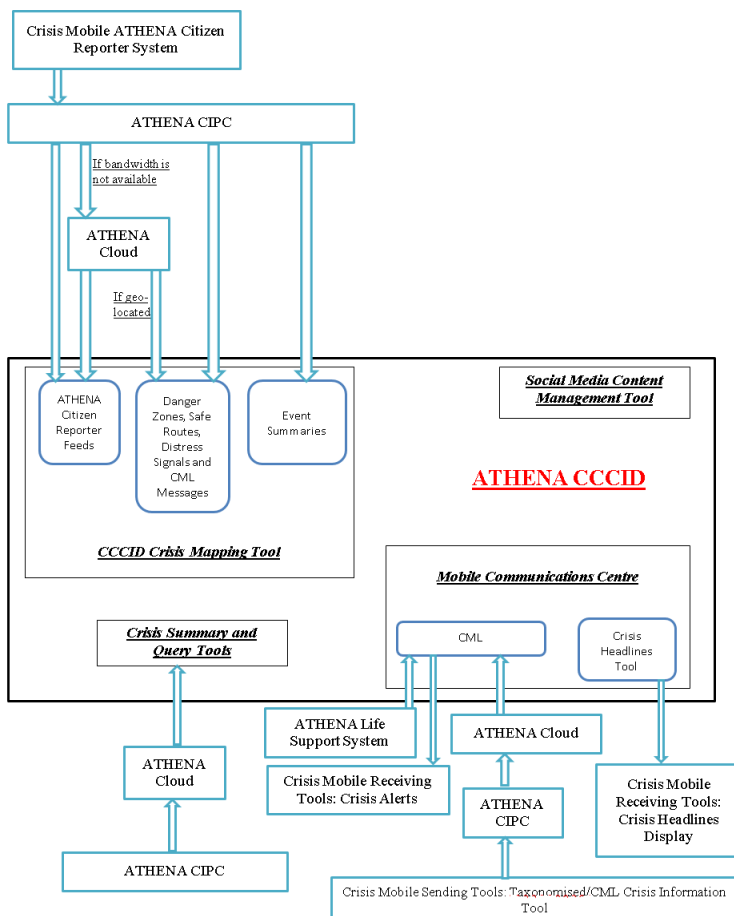 Crisis Mobile ATHENA Citizen
Reporter System
ATHENA CIPC
If bandwidth is
not available
ATHENA
Cloud
If geo-
located
ATHENA
Citizen
Reporter
Feeds
Danger
Zones, Safe
Routes,
Distress
Signals and
CML
Messages
Event
Summaries
Social Media Content
Management Tool
ATHENA CCCID
CCCID Crisis Mapping Tool
Mobile Communications Centre
Crisis Summary and
Query Tools
CML
Crisis
Headlines
Tool
ATHENA Life
Support System
ATHENA Cloud
ATHENA
Cloud
Crisis Mobile Receiving
Tools: Crisis Alerts
Crisis Mobile
Receiving Tools:
Crisis Headlines
Display
ATHENA
CIPC
ATHENA CIPC
Crisis Mobile Sending Tools: Taxonomised/CML Crisis Information
Tool